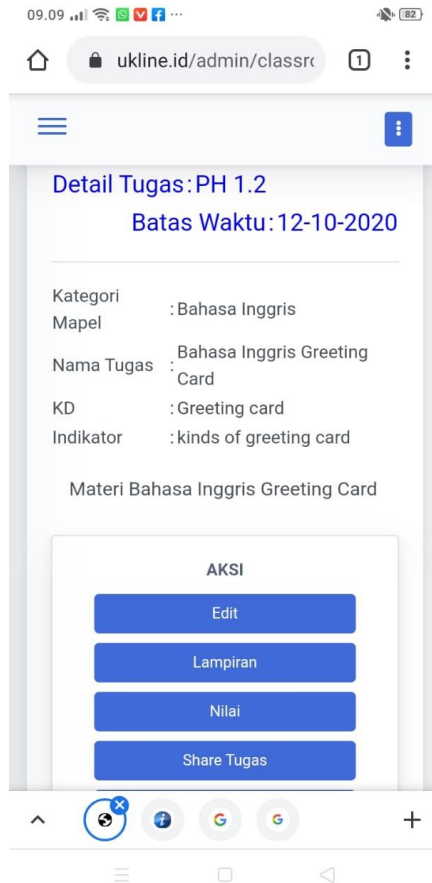 09.09
82
ukline.id/admin/classro
1
Detail Tugas:PH 1.2
Batas Waktu:12-10-2020
Kategori
Mapel
: Bahasa Inggris
Nama Tugas : Bahasa Inggris Greeting
Card
KD : Greeting card
Indikator : kinds of greeting card
Materi Bahasa Inggris Greeting Card
AKSI
Edit
Lampiran
Nilai
Share Tugas